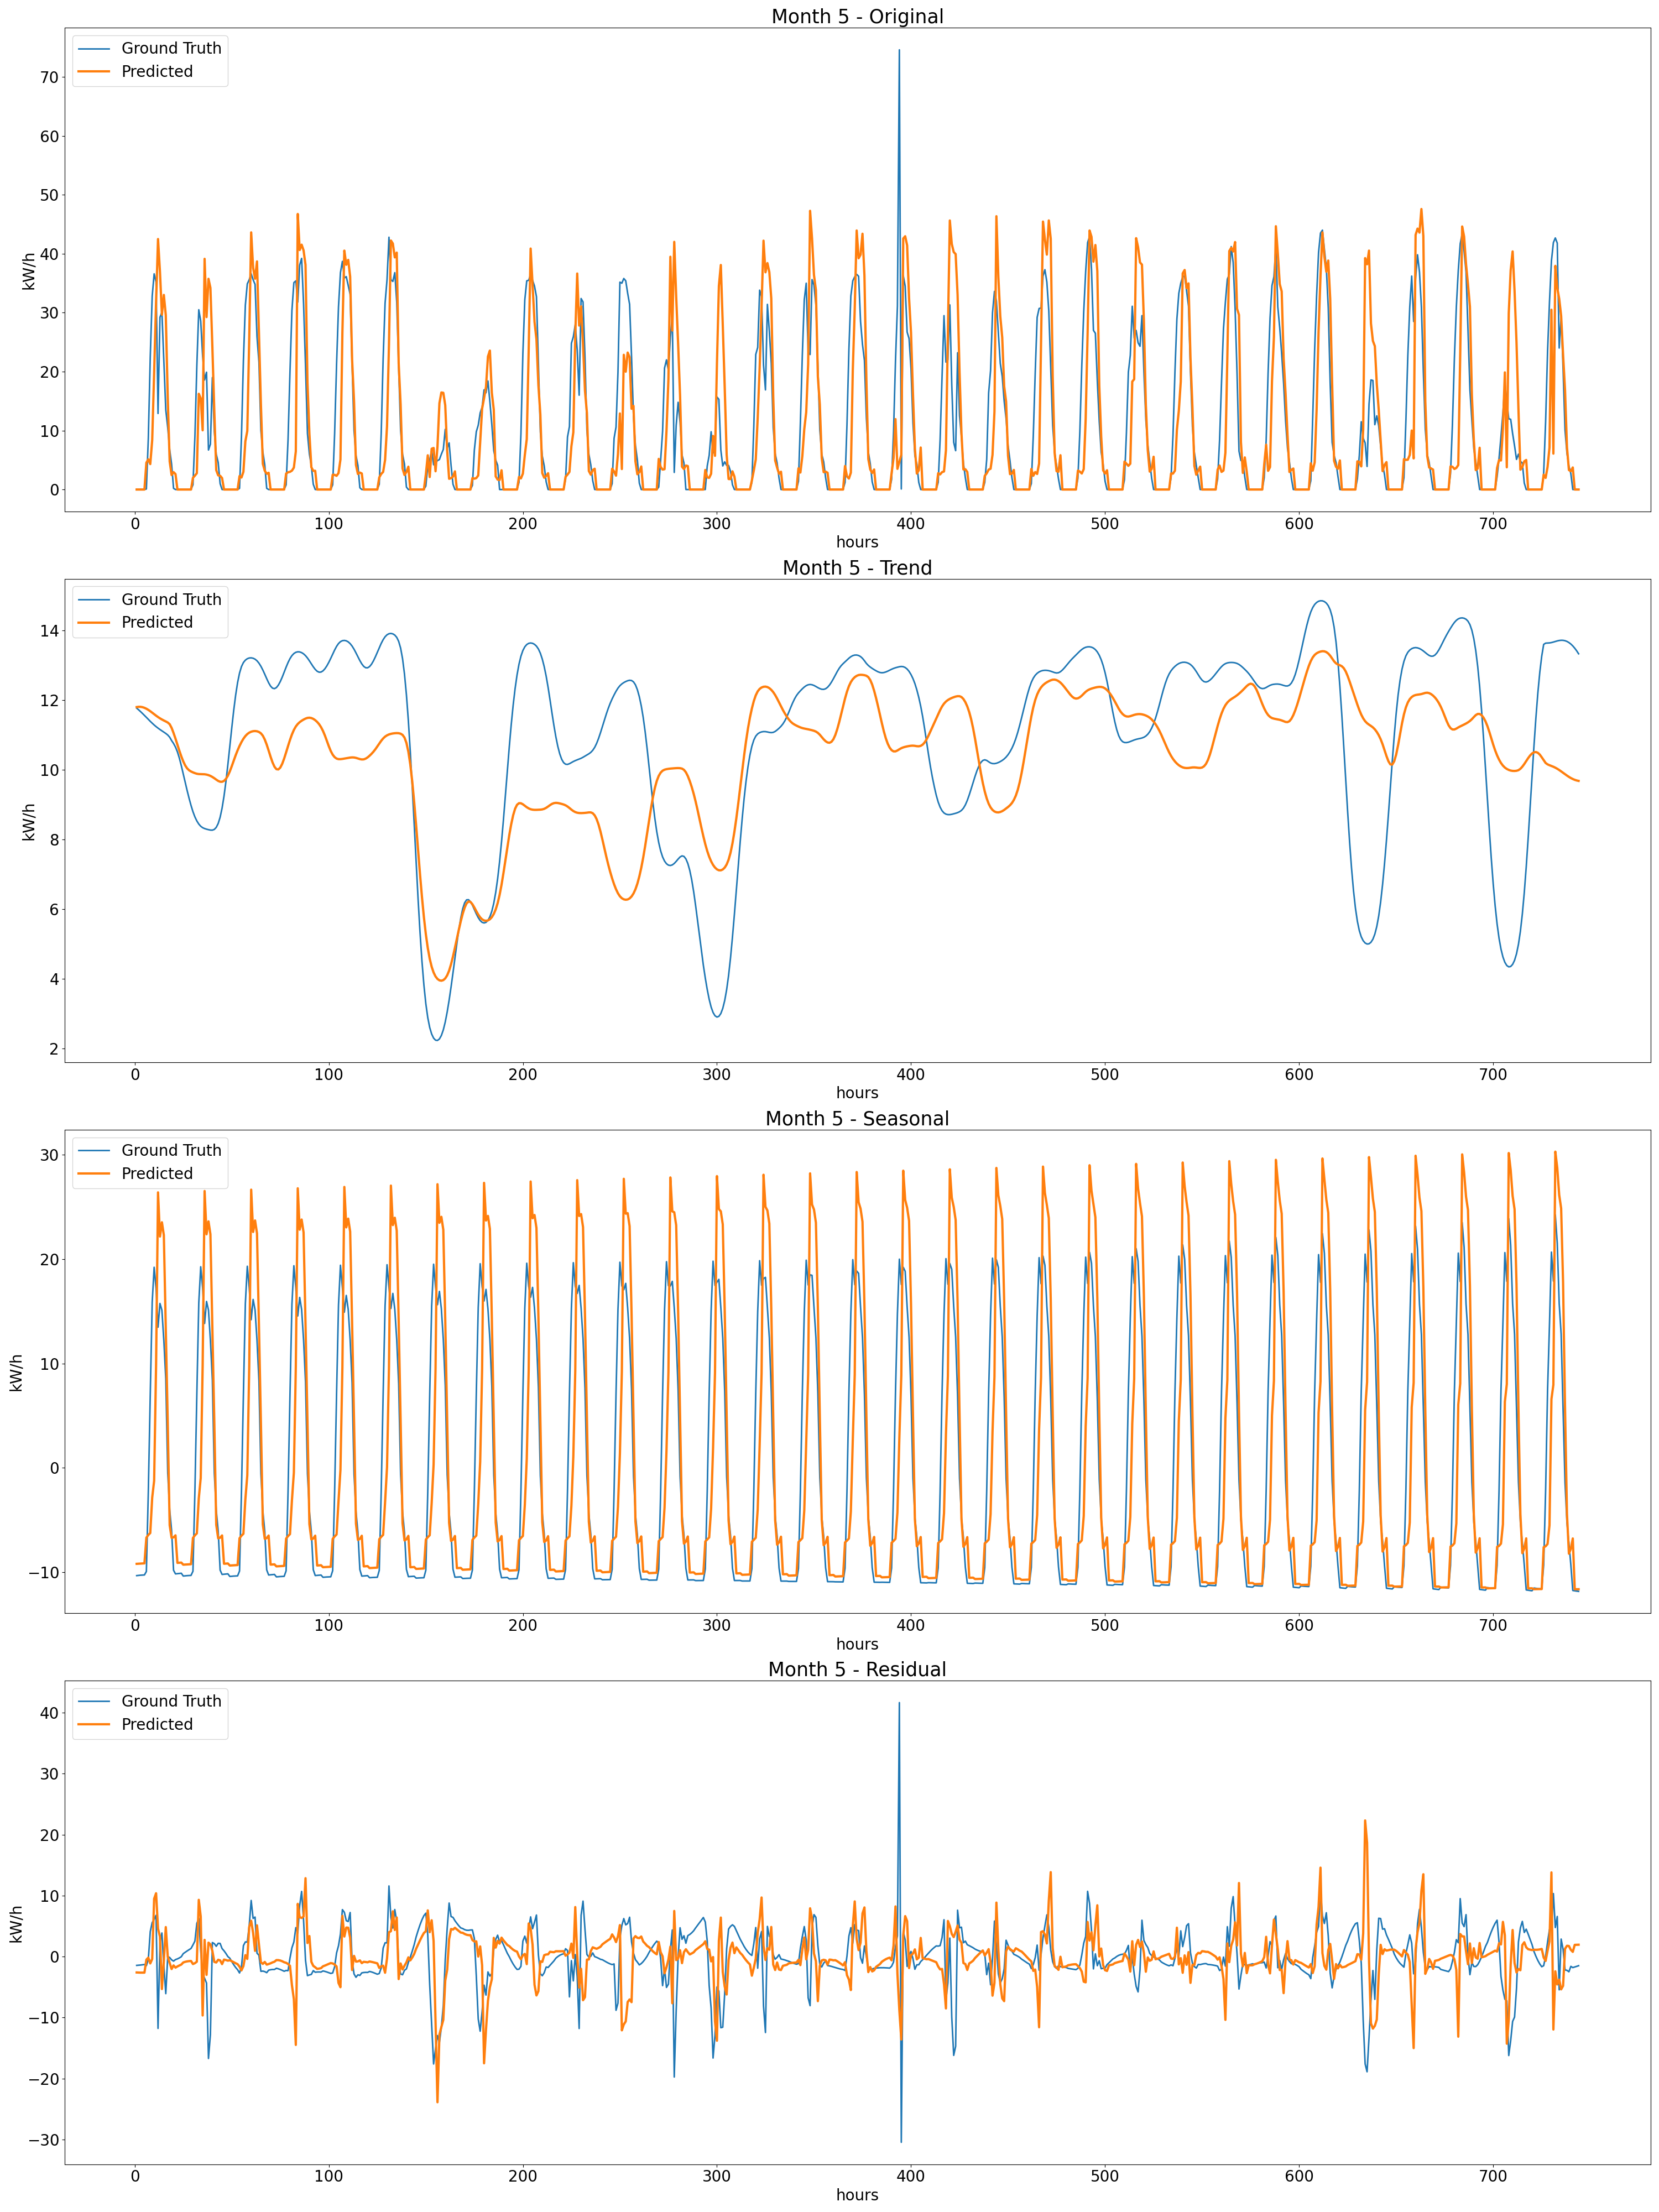 Month 5 - Original
Ground Truth
Predicted
70
60
50
40
30
20
10
0
kW/h
0 100 200 300 400 500 600 700
hours
Month 5 - Trend
Ground Truth
Predicted
14
12
10
8
6
4
2
kW/h
0 100 200 300 400 500 600 700
hours
Month 5 - Seasonal
Ground Truth
Predicted
30
20
10
0
−10
kW/h
0 100 200 300 400 500 600 700
hours
Month 5 - Residual
Ground Truth
Predicted
40
30
20
10
0
−10
−20
−30
kW/h
0 100 200 300 400 500 600 700
hours